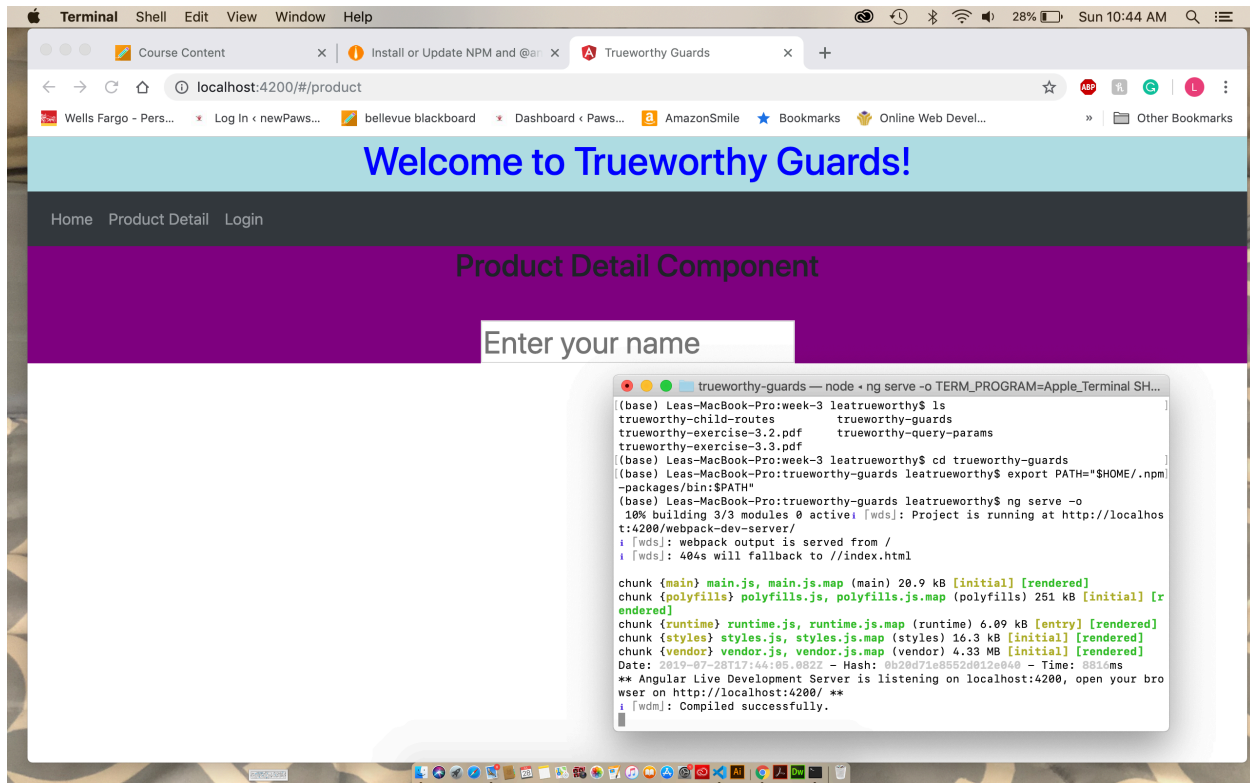 Terminal Shell Edit View Window Help 28% Sun 10:44 AM
Course Content Install or Update NPM and @an Trueworthy Guards
localhost:4200/#/product ABP L
Wells Fargo - Pers... Log In ‹ newPaws... bellevue blackboard Dashboard ‹ Paws... AmazonSmile Bookmarks Online Web Devel... » Other Bookmarks
Welcome to Trueworthy Guards!
Home Product Detail Login
Product Detail Component
Enter your name
trueworthy-guards — node ◂ ng serve -o TERM_PROGRAM=Apple_Terminal SH...
[(base) Leas-MacBook-Pro:week-3 leatrueworthy$ ls ]
trueworthy-child-routes trueworthy-guards
trueworthy-exercise-3.2.pdf trueworthy-query-params
trueworthy-exercise-3.3.pdf
[(base) Leas-MacBook-Pro:week-3 leatrueworthy$ cd trueworthy-guards ]
[(base) Leas-MacBook-Pro:trueworthy-guards leatrueworthy$ export PATH="$HOME/.npm]
-packages/bin:$PATH"
(base) Leas-MacBook-Pro:trueworthy-guards leatrueworthy$ ng serve -o
10% building 3/3 modules 0 activeℹ ｢wds｣: Project is running at http://localhos
t:4200/webpack-dev-server/
ℹ ｢wds｣: webpack output is served from /
ℹ ｢wds｣: 404s will fallback to //index.html
chunk {main} main.js, main.js.map (main) 20.9 kB [initial] [rendered]
chunk {polyfills} polyfills.js, polyfills.js.map (polyfills) 251 kB [initial] [r
endered]
chunk {runtime} runtime.js, runtime.js.map (runtime) 6.09 kB [entry] [rendered]
chunk {styles} styles.js, styles.js.map (styles) 16.3 kB [initial] [rendered]
chunk {vendor} vendor.js, vendor.js.map (vendor) 4.33 MB [initial] [rendered]
Date: 2019-07-28T17:44:05.082Z – Hash: 0b20d71e8552d012e040 – Time: 8816ms
** Angular Live Development Server is listening on localhost:4200, open your bro
wser on http://localhost:4200/ **
ℹ ｢wdm｣: Compiled successfully.
Ai Dw